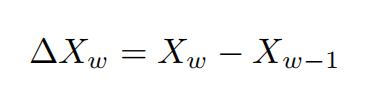 ΔX_w = X_w − X_{w−1}